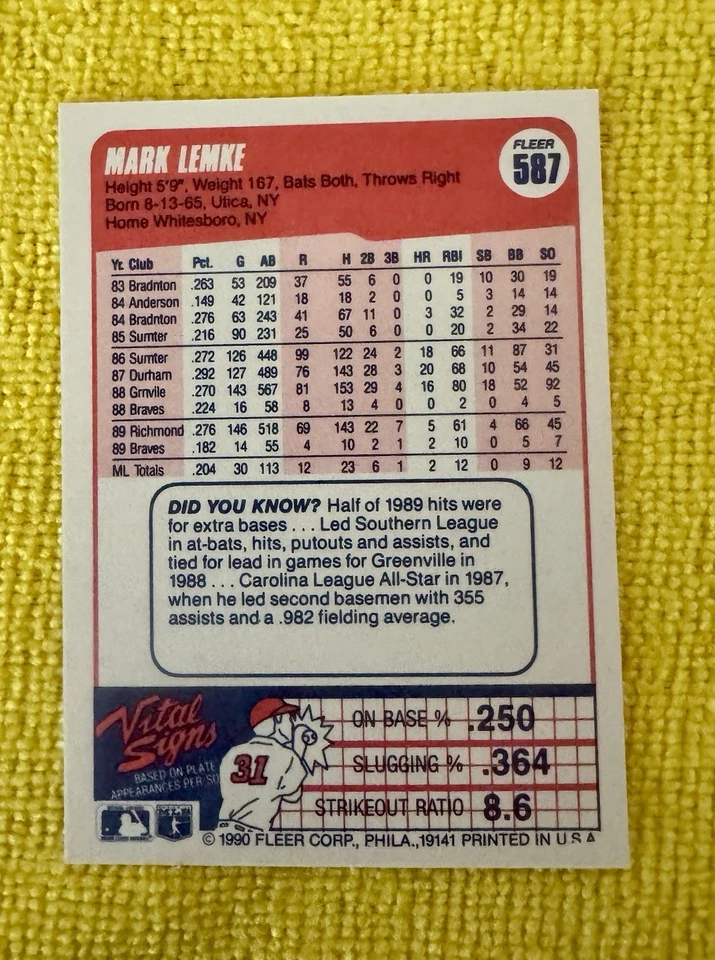 MARK LEMKE
FLEER
587
Height 5'9", Weight 167, Bats Both, Throws Right
Born 8-13-65, Utica, NY
Home Whitesboro, NY
Yr. Club Pct. G AB R H 2B 3B HR RBI SB BB SO
83 Bradnton .263 53 209 37 55 6 0 0 19 10 30 19
84 Anderson .149 42 121 18 18 2 0 0 5 3 14 14
84 Bradnton .276 63 243 41 67 11 0 3 32 2 29 14
85 Sumter .216 90 231 25 50 6 0 0 20 2 34 22
86 Sumter .272 126 448 99 122 24 2 18 66 11 87 31
87 Durham .292 127 489 76 143 28 3 20 68 10 54 45
88 Grnvile .270 143 567 81 153 29 4 16 80 18 52 92
88 Braves .224 16 58 8 13 4 0 0 2 0 4 5
89 Richmond .276 146 518 69 143 22 7 5 61 4 66 45
89 Braves .182 14 55 4 10 2 1 2 10 0 5 7
ML Totals .204 30 113 12 23 6 1 2 12 0 9 12
DID YOU KNOW? Half of 1989 hits were
for extra bases . . . Led Southern League
in at-bats, hits, putouts and assists, and
tied for lead in games for Greenville in
1988 . . . Carolina League All-Star in 1987,
when he led second basemen with 355
assists and a .982 fielding average.
Vital
Signs
BASED ON PLATE
APPEARANCES PER SO
31
ON BASE % .250
SLUGGING % .364
STRIKEOUT RATIO 8.6
© 1990 FLEER CORP., PHILA.,19141 PRINTED IN U.S.A.